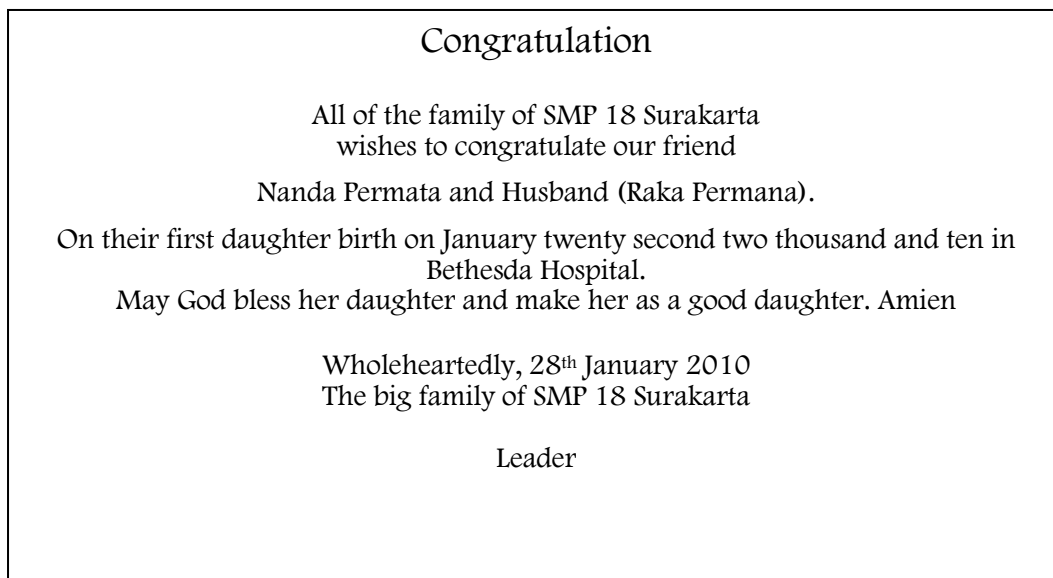 Congratulation
All of the family of SMP 18 Surakarta
wishes to congratulate our friend
Nanda Permata and Husband (Raka Permana).
On their first daughter birth on January twenty second two thousand and ten in
Bethesda Hospital.
May God bless her daughter and make her as a good daughter. Amien
Wholeheartedly, 28th January 2010
The big family of SMP 18 Surakarta
Leader